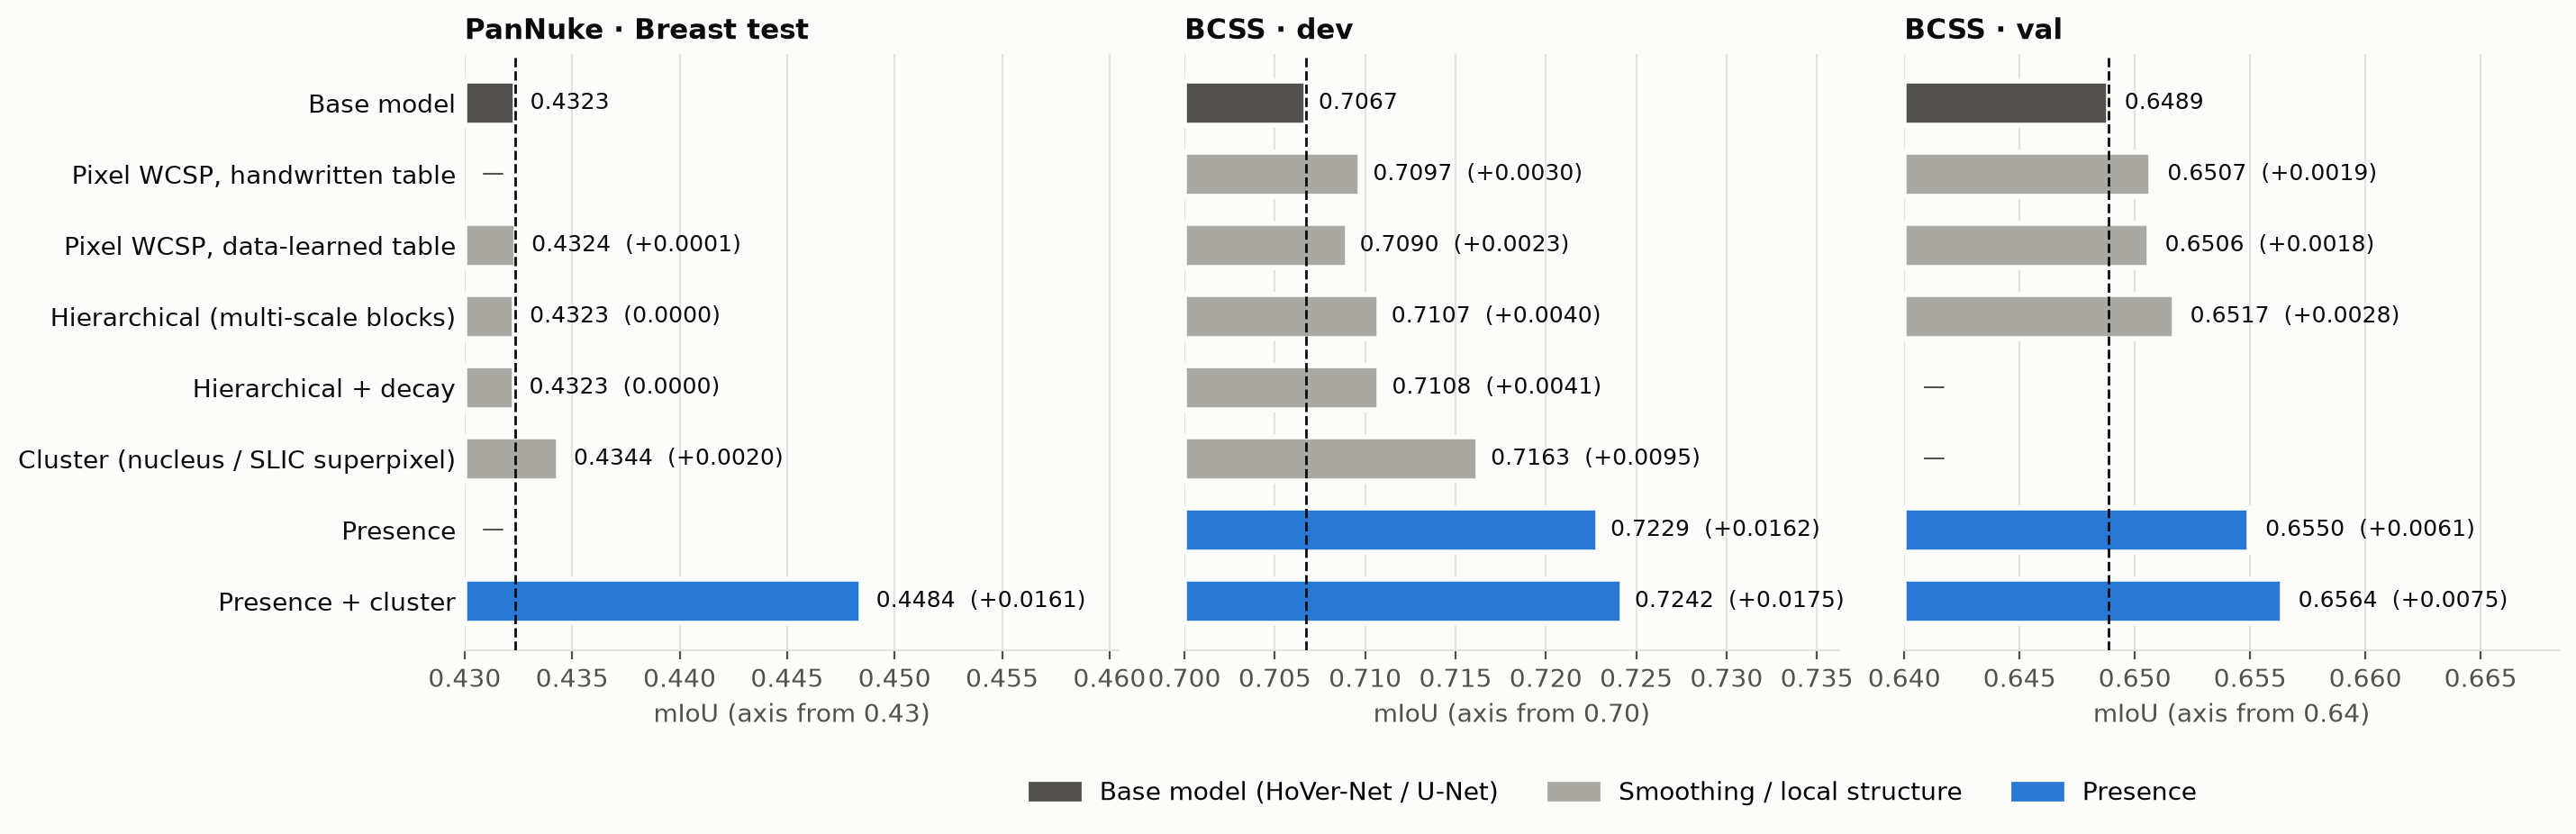 PanNuke · Breast test
BCSS · dev
BCSS · val
Base model
0.4323
0.7067
0.6489
Pixel WCSP, handwritten table
—
0.7097 (+0.0030)
0.6507 (+0.0019)
Pixel WCSP, data-learned table
0.4324 (+0.0001)
0.7090 (+0.0023)
0.6506 (+0.0018)
Hierarchical (multi-scale blocks)
0.4323 (0.0000)
0.7107 (+0.0040)
0.6517 (+0.0028)
Hierarchical + decay
0.4323 (0.0000)
0.7108 (+0.0041)
—
Cluster (nucleus / SLIC superpixel)
0.4344 (+0.0020)
0.7163 (+0.0095)
—
Presence
—
0.7229 (+0.0162)
0.6550 (+0.0061)
Presence + cluster
0.4484 (+0.0161)
0.7242 (+0.0175)
0.6564 (+0.0075)
0.430 0.435 0.440 0.445 0.450 0.455 0.460
0.700 0.705 0.710 0.715 0.720 0.725 0.730 0.735
0.640 0.645 0.650 0.655 0.660 0.665
mIoU (axis from 0.43)
mIoU (axis from 0.70)
mIoU (axis from 0.64)
Base model (HoVer-Net / U-Net)
Smoothing / local structure
Presence